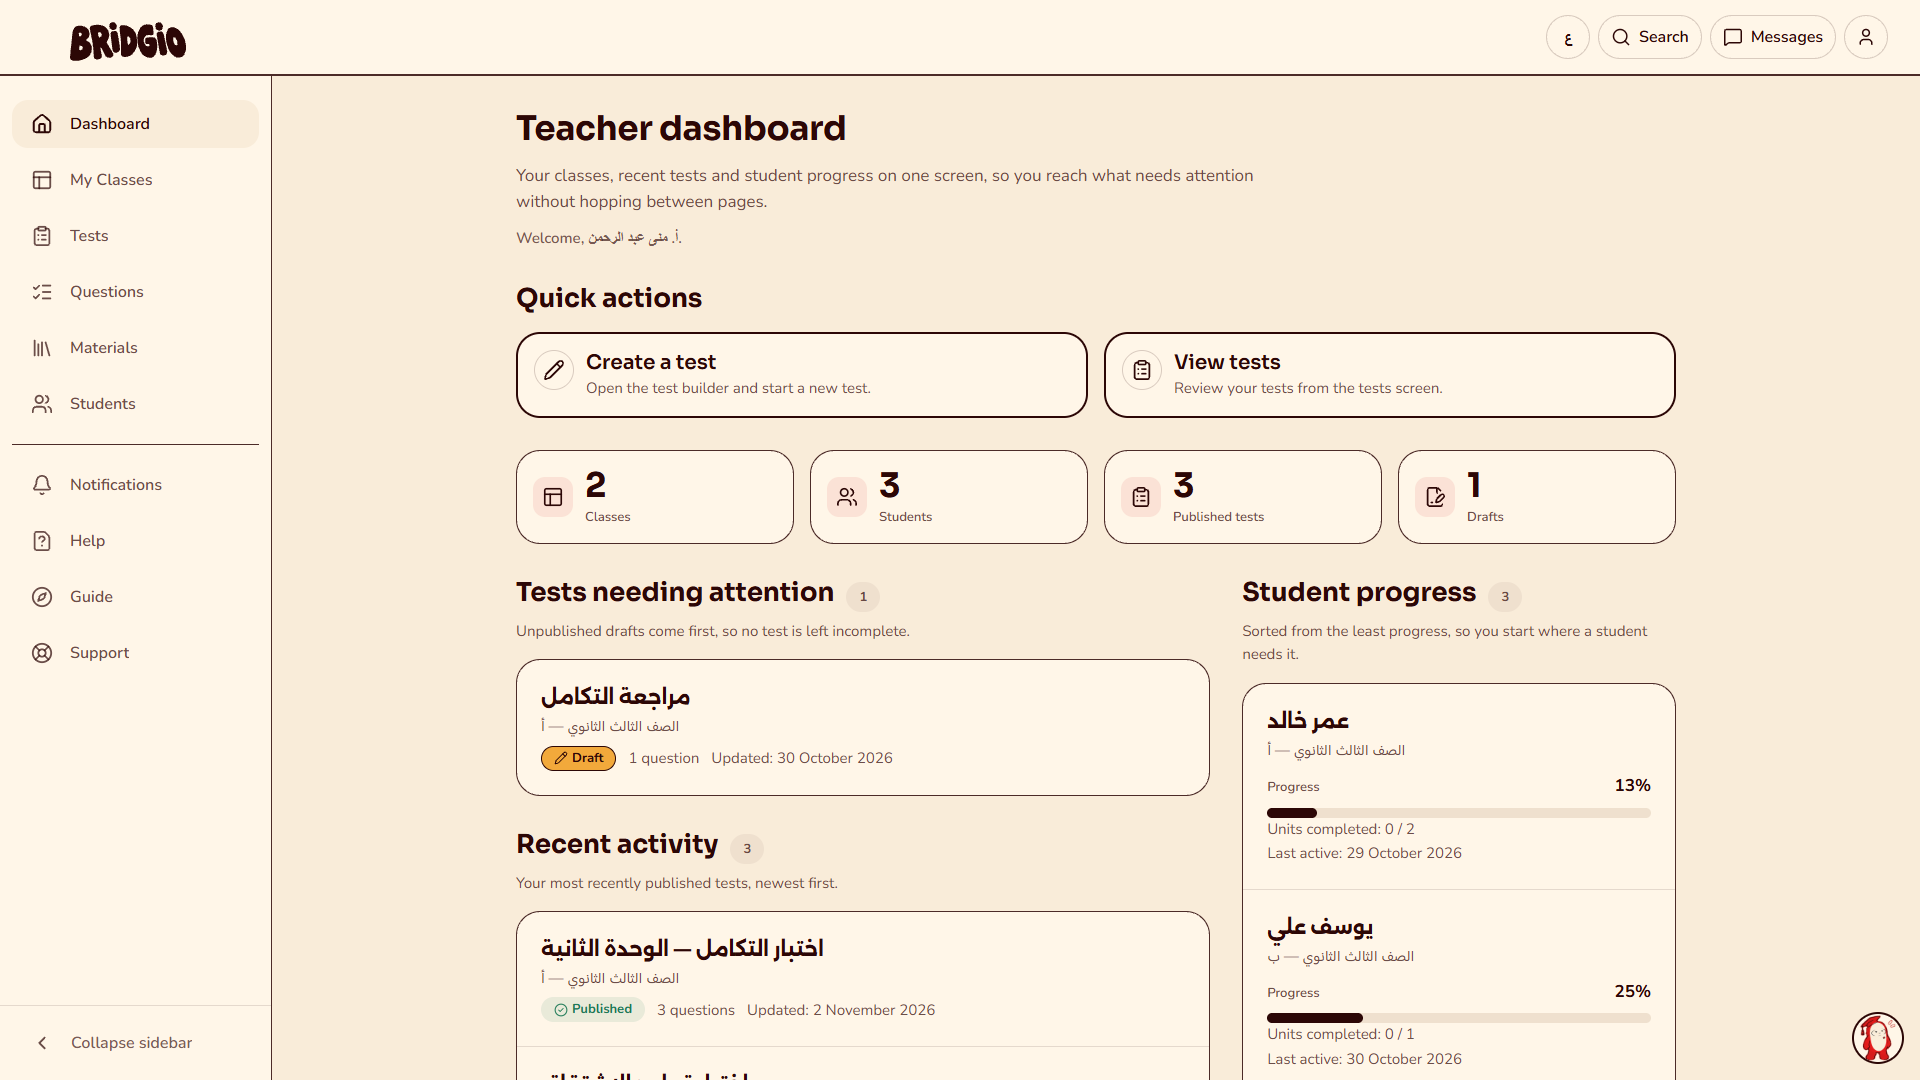 BRiDGiO
ع
Search
Messages
Dashboard
My Classes
Tests
Questions
Materials
Students
Notifications
Help
Guide
Support
Collapse sidebar
Teacher dashboard
Your classes, recent tests and student progress on one screen, so you reach what needs attention
without hopping between pages.
Welcome, أ. منى عبد الرحمن.
Quick actions
Create a test
Open the test builder and start a new test.
View tests
Review your tests from the tests screen.
2
Classes
3
Students
3
Published tests
1
Drafts
Tests needing attention 1
Unpublished drafts come first, so no test is left incomplete.
مراجعة التكامل
الصف الثالث الثانوي — أ
Draft 1 question Updated: 30 October 2026
Recent activity 3
Your most recently published tests, newest first.
اختبار التكامل — الوحدة الثانية
الصف الثالث الثانوي — أ
Published 3 questions Updated: 2 November 2026
Student progress 3
Sorted from the least progress, so you start where a student
needs it.
عمر خالد
الصف الثالث الثانوي — أ
Progress 13%
Units completed: 0 / 2
Last active: 29 October 2026
يوسف علي
الصف الثالث الثانوي — ب
Progress 25%
Units completed: 0 / 1
Last active: 30 October 2026